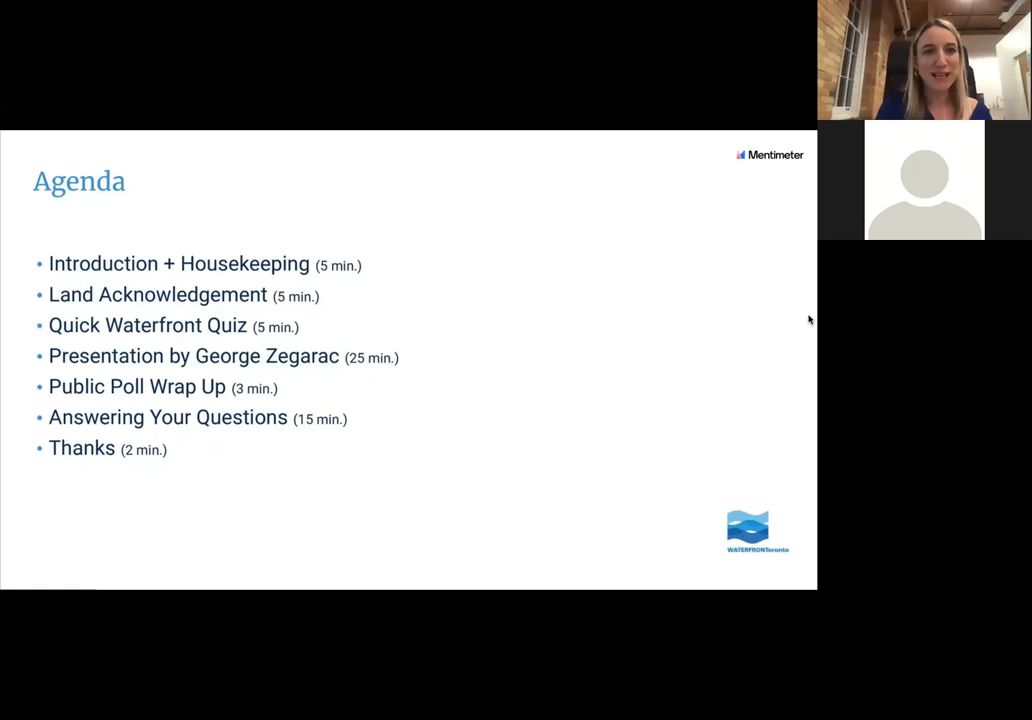 Mentimeter
Agenda
• Introduction + Housekeeping (5 min.)
• Land Acknowledgement (5 min.)
• Quick Waterfront Quiz (5 min.)
• Presentation by George Zegarac (25 min.)
• Public Poll Wrap Up (3 min.)
• Answering Your Questions (15 min.)
• Thanks (2 min.)
WATERFRONToronto